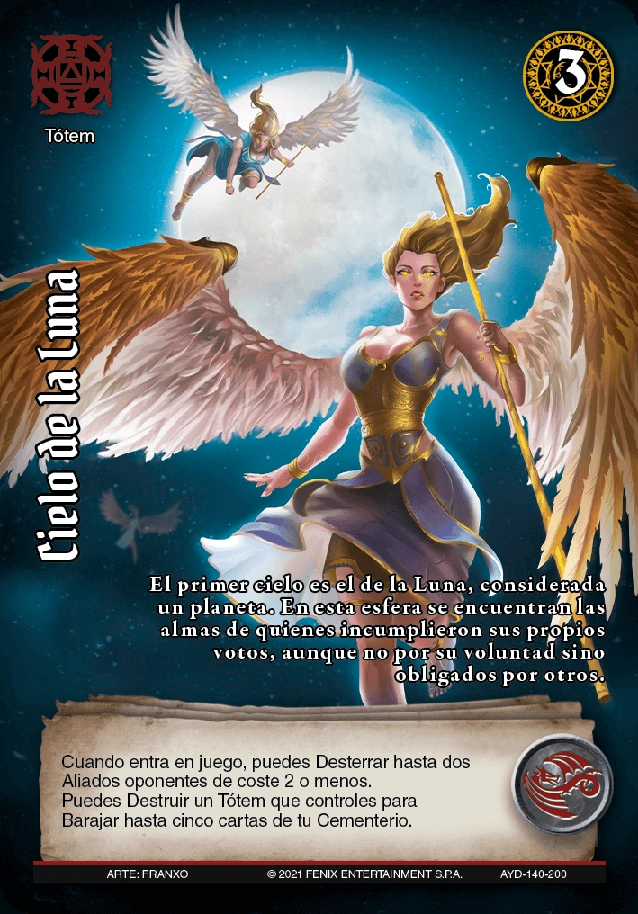 3
Tótem
Cielo de la Luna
El primer cielo es el de la Luna, considerada
un planeta. En esta esfera se encuentran las
almas de quienes incumplieron sus propios
votos, aunque no por su voluntad sino
obligados por otros.
Cuando entra en juego, puedes Desterrar hasta dos
Aliados oponentes de coste 2 o menos.
Puedes Destruir un Tótem que controles para
Barajar hasta cinco cartas de tu Cementerio.
ARTE: FRANXO © 2021 FENIX ENTERTAINMENT S.P.A. AYD-140-200